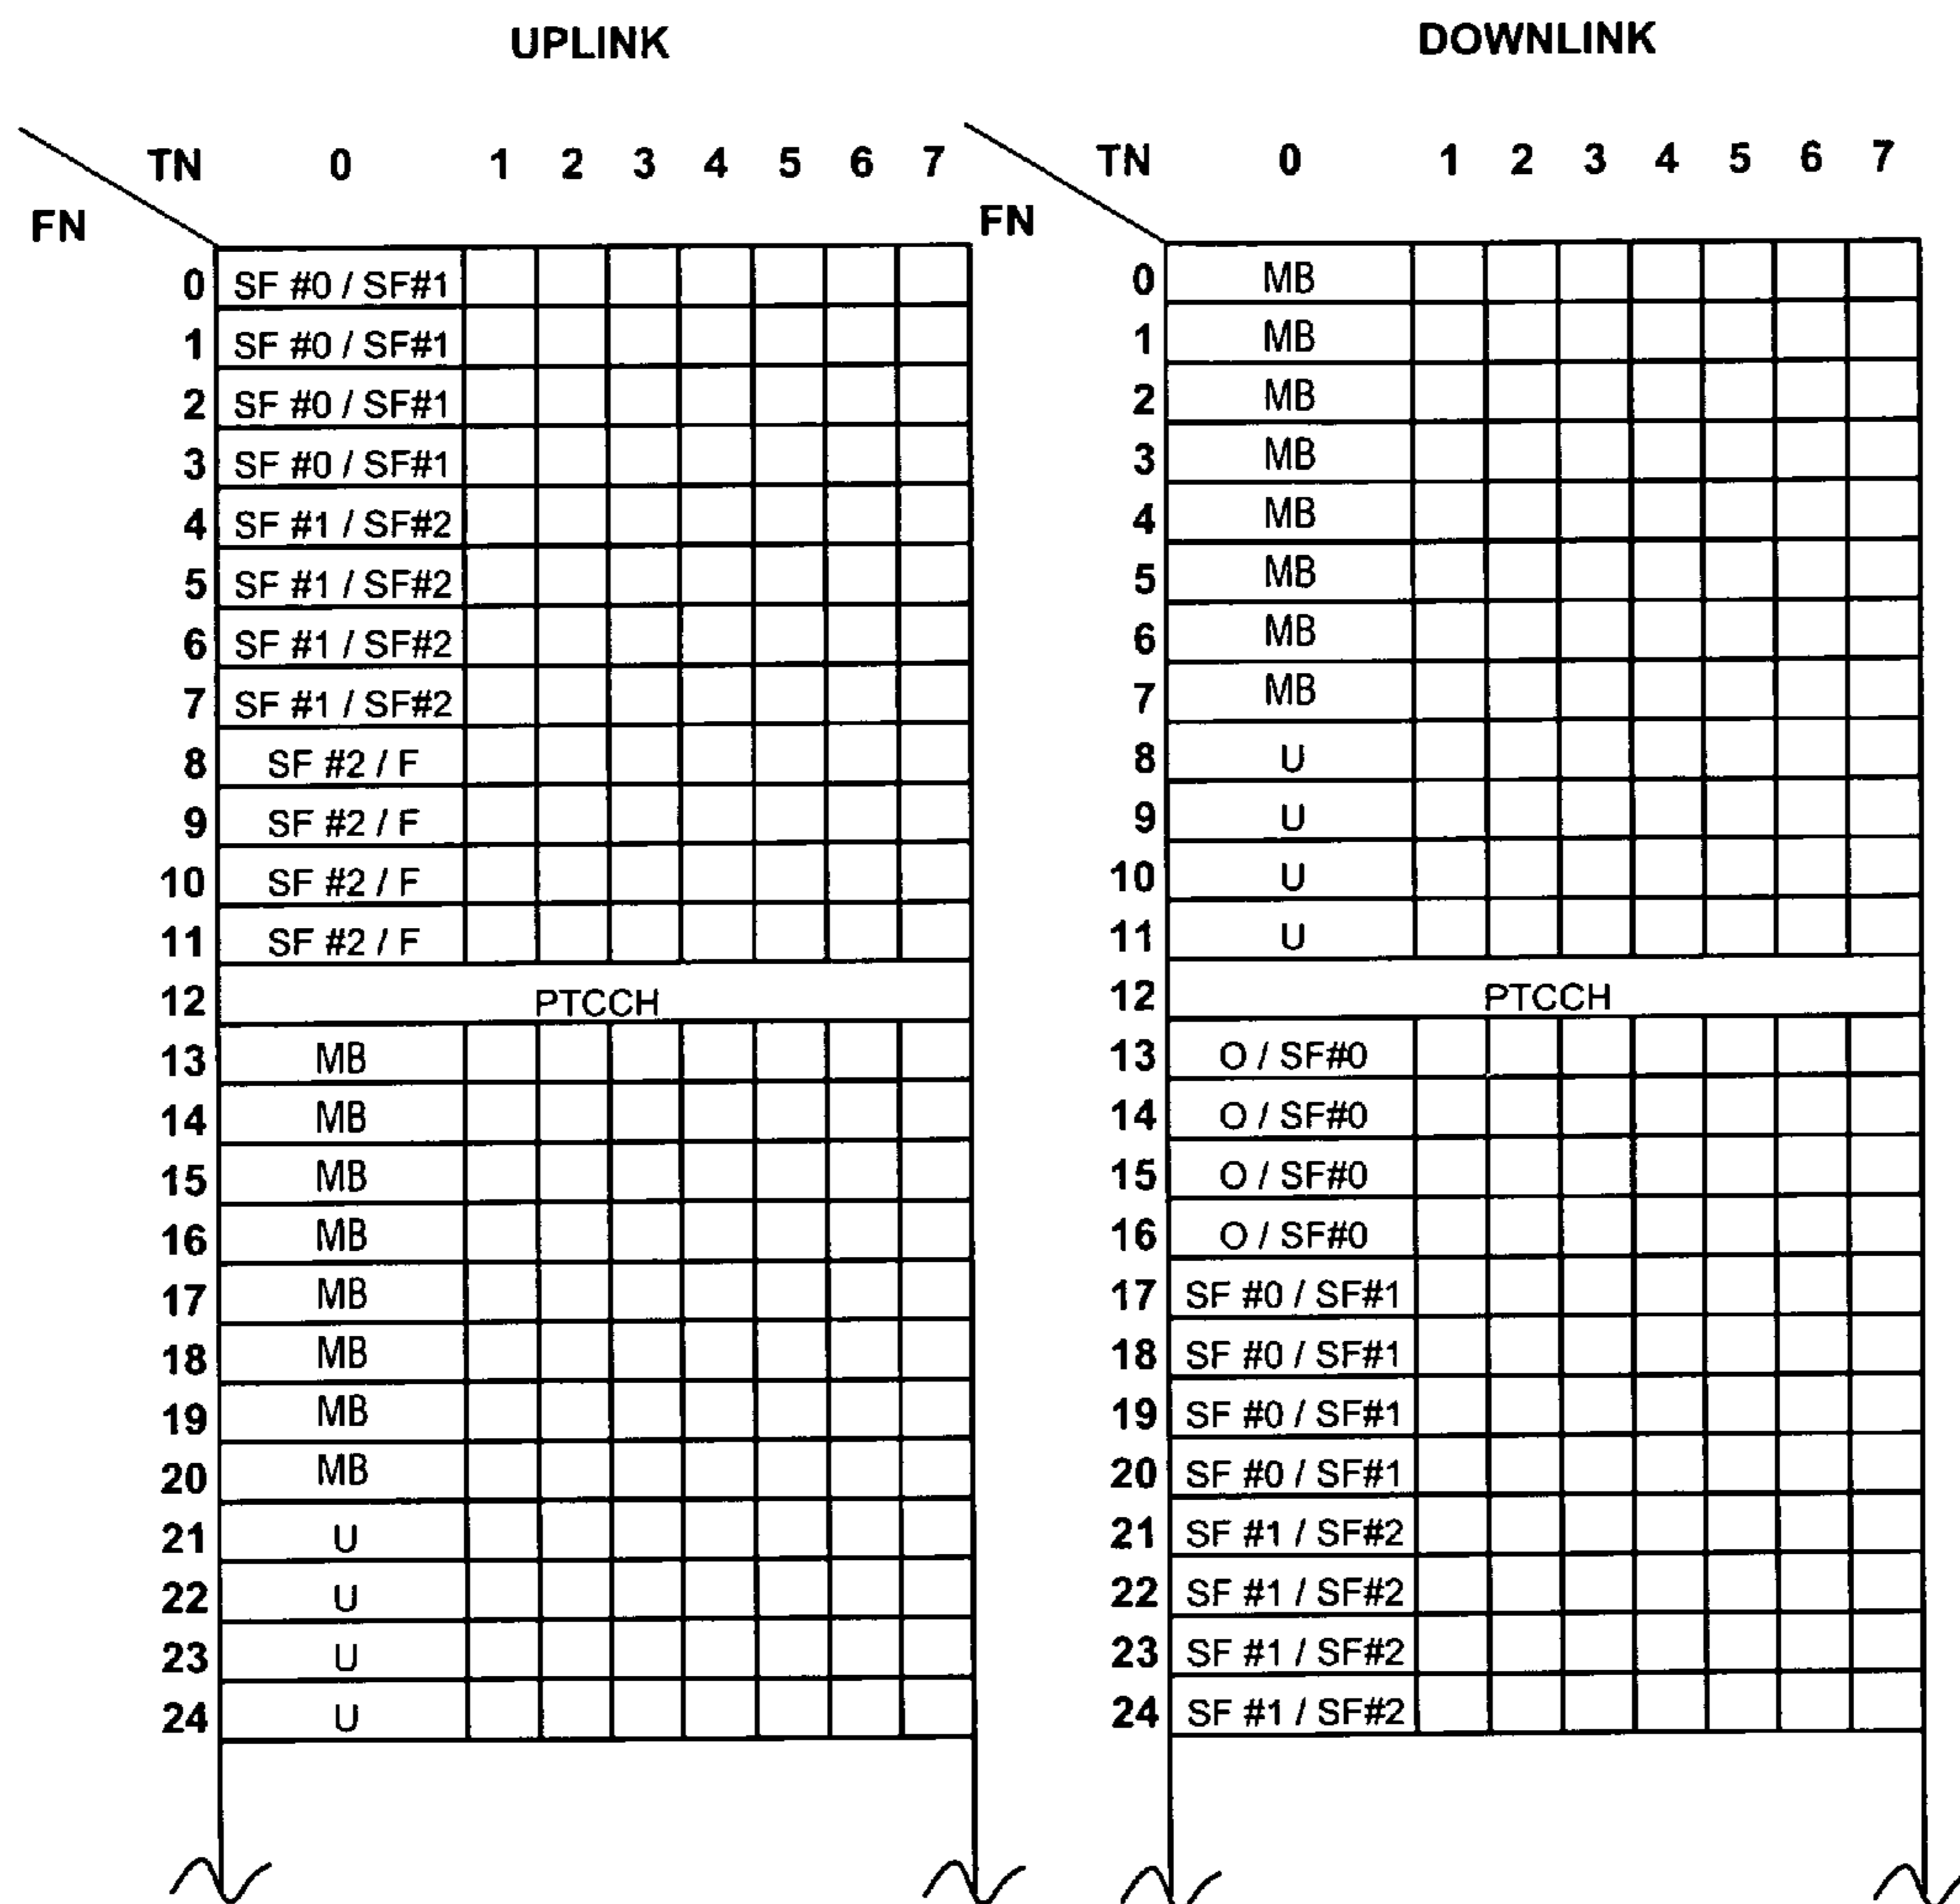 UPLINK
TN 0 1 2 3 4 5 6 7
FN
0 SF #0 / SF#1
1 SF #0 / SF#1
2 SF #0 / SF#1
3 SF #0 / SF#1
4 SF #1 / SF#2
5 SF #1 / SF#2
6 SF #1 / SF#2
7 SF #1 / SF#2
8 SF #2 / F
9 SF #2 / F
10 SF #2 / F
11 SF #2 / F
12 PTCCH
13 MB
14 MB
15 MB
16 MB
17 MB
18 MB
19 MB
20 MB
21 U
22 U
23 U
24 U
DOWNLINK
TN 0 1 2 3 4 5 6 7
FN
0 MB
1 MB
2 MB
3 MB
4 MB
5 MB
6 MB
7 MB
8 U
9 U
10 U
11 U
12 PTCCH
13 O / SF#0
14 O / SF#0
15 O / SF#0
16 O / SF#0
17 SF #0 / SF#1
18 SF #0 / SF#1
19 SF #0 / SF#1
20 SF #0 / SF#1
21 SF #1 / SF#2
22 SF #1 / SF#2
23 SF #1 / SF#2
24 SF #1 / SF#2